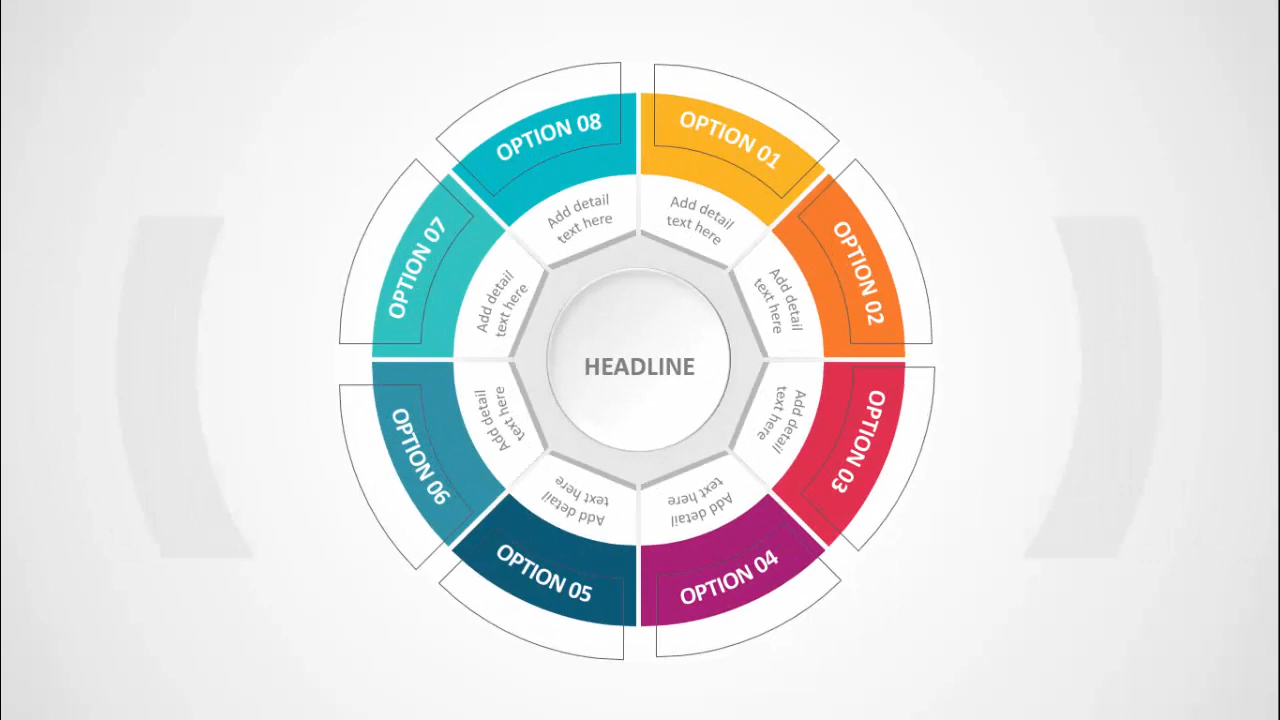 OPTION 01
Add detail
text here
OPTION 02
Add detail
text here
OPTION 03
Add detail
text here
OPTION 04
Add detail
text here
OPTION 05
Add detail
text here
OPTION 06
Add detail
text here
OPTION 07
Add detail
text here
OPTION 08
Add detail
text here
HEADLINE